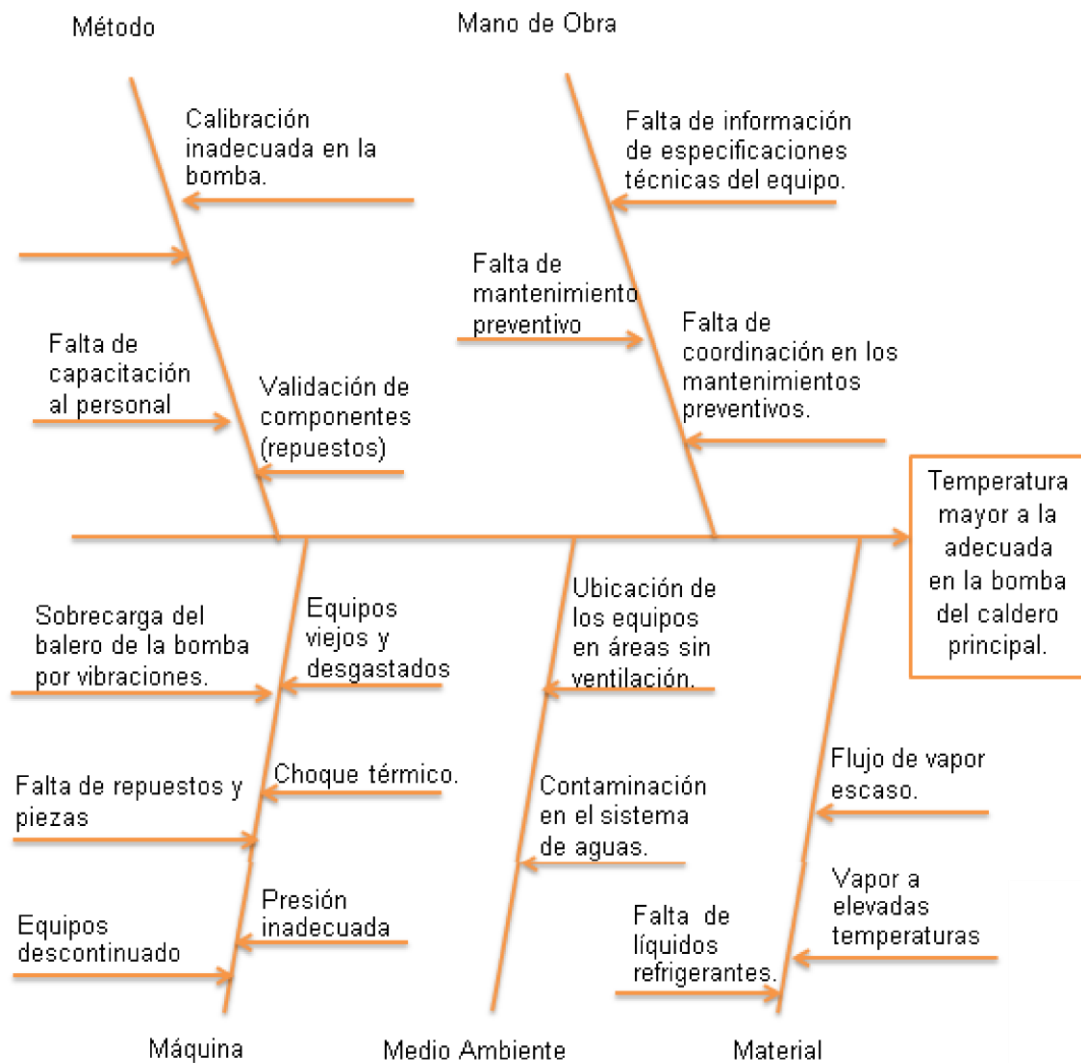 Método
Mano de Obra
Calibración
inadecuada en la
bomba.
Falta de
capacitación
al personal
Validación de
componentes
(repuestos)
Falta de información
de especificaciones
técnicas del equipo.
Falta de
mantenimiento
preventivo
Falta de
coordinación en los
mantenimientos
preventivos.
Temperatura
mayor a la
adecuada
en la bomba
del caldero
principal.
Sobrecarga del
balero de la bomba
por vibraciones.
Equipos
viejos y
desgastados
Falta de repuestos y
piezas
Choque térmico.
Equipos
descontinuado
Presión
inadecuada
Ubicación de
los equipos
en áreas sin
ventilación.
Contaminación
en el sistema
de aguas.
Flujo de vapor
escaso.
Vapor a
elevadas
temperaturas
Falta de
líquidos
refrigerantes.
Máquina
Medio Ambiente
Material